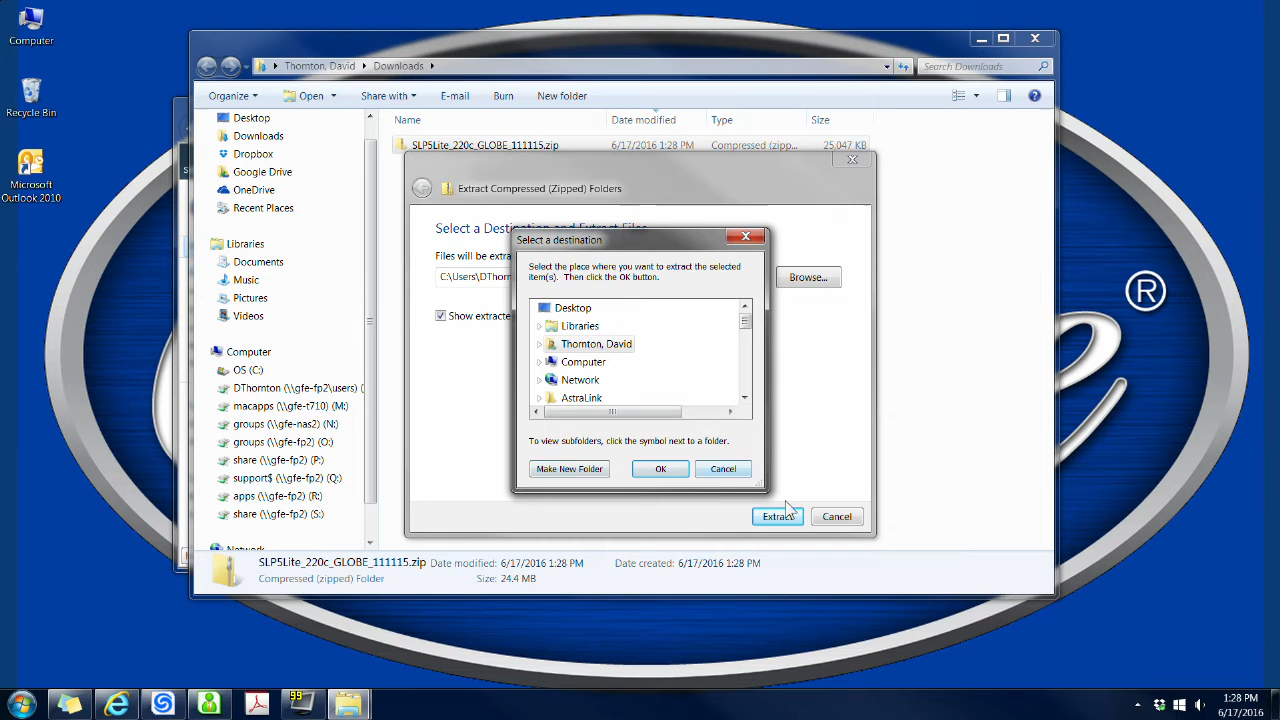 Computer
Recycle Bin
Microsoft
Outlook 2010
Thornton, David
Downloads
Search Downloads
Organize
Open
Share with
E-mail
Burn
New folder
Desktop
Downloads
Dropbox
Google Drive
OneDrive
Recent Places
Libraries
Documents
Music
Pictures
Videos
Computer
OS (C:)
DThornton (\\gfe-fp2\users) (
macapps (\\gfe-t710) (M:)
groups (\\gfe-nas2) (N:)
groups (\\gfe-fp2) (O:)
share (\\gfe-fp2) (P:)
support$ (\\gfe-fp2) (Q:)
apps (\\gfe-fp2) (R:)
share (\\gfe-fp2) (S:)
Network
Name Date modified Type Size
SLP5Lite_220c_GLOBE_111115.zip 6/17/2016 1:28 PM Compressed (zipp... 25,047 KB
Extract Compressed (Zipped) Folders
Select a Destination and Extract Files
Files will be extra
C:\Users\DThorn
Browse...
Show extracte
Select a destination
Select the place where you want to extract the selected
item(s). Then click the OK button.
Desktop
Libraries
Thornton, David
Computer
Network
AstraLink
To view subfolders, click the symbol next to a folder.
Make New Folder OK Cancel
Extract Cancel
SLP5Lite_220c_GLOBE_111115.zip Date modified: 6/17/2016 1:28 PM Date created: 6/17/2016 1:28 PM
Compressed (zipped) Folder Size: 24.4 MB
®
99
1:28 PM
6/17/2016